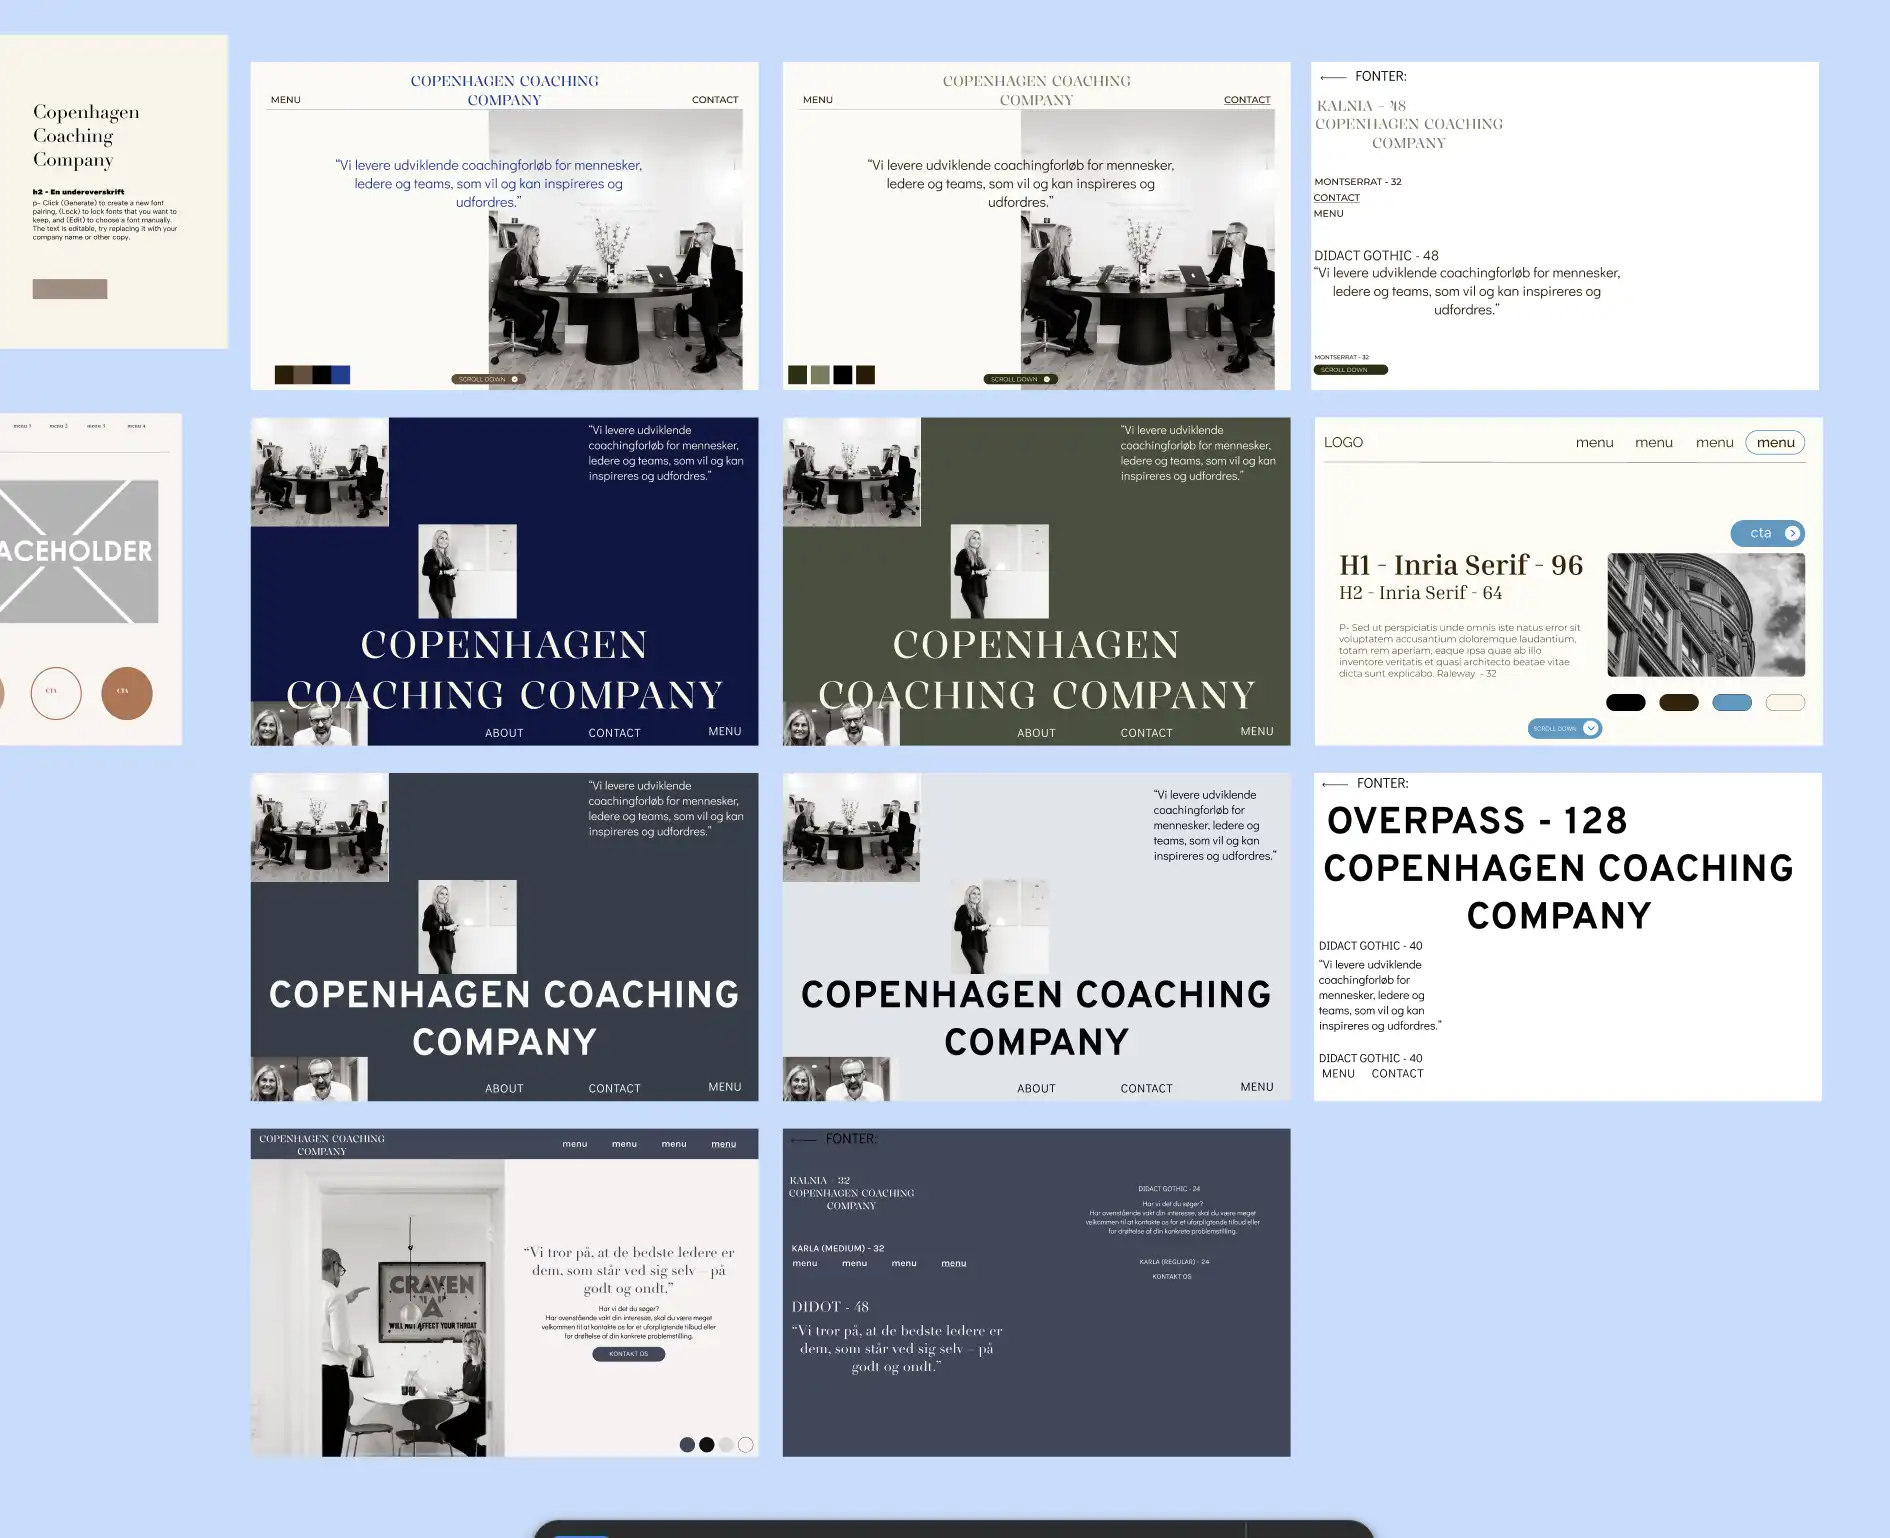 Copenhagen
Coaching
Company
h2 - En underoverskrift
p- Click (Generate) to create a new font
pairing, (Lock) to lock fonts that you want to
keep, and (Edit) to choose a font manually.
The text is editable, try replacing it with your
company name or other copy.
COPENHAGEN COACHING
COMPANY
MENU
CONTACT
“Vi levere udviklende coachingforløb for mennesker,
ledere og teams, som vil og kan inspireres og
udfordres.”
SCROLL DOWN
COPENHAGEN COACHING
COMPANY
MENU
CONTACT
“Vi levere udviklende coachingforløb for mennesker,
ledere og teams, som vil og kan inspireres og
udfordres.”
SCROLL DOWN
FONTER:
KALNIA - 48
COPENHAGEN COACHING
COMPANY
MONTSERRAT - 32
CONTACT
MENU
DIDACT GOTHIC - 48
“Vi levere udviklende coachingforløb for mennesker,
ledere og teams, som vil og kan inspireres og
udfordres.”
MONTSERRAT - 32
SCROLL DOWN
menu 1 menu 2 menu 3 menu 4
ACEHOLDER
CTA
CTA
“Vi levere udviklende
coachingforløb for mennesker,
ledere og teams, som vil og kan
inspireres og udfordres.”
COPENHAGEN
COACHING COMPANY
ABOUT CONTACT MENU
“Vi levere udviklende
coachingforløb for mennesker,
ledere og teams, som vil og kan
inspireres og udfordres.”
COPENHAGEN
COACHING COMPANY
ABOUT CONTACT MENU
LOGO
menu menu menu menu
cta
H1 - Inria Serif - 96
H2 - Inria Serif - 64
P- Sed ut perspiciatis unde omnis iste natus error sit
voluptatem accusantium doloremque laudantium,
totam rem aperiam, eaque ipsa quae ab illo
inventore veritatis et quasi architecto beatae vitae
dicta sunt explicabo. Raleway - 32
SCROLL DOWN
“Vi levere udviklende
coachingforløb for mennesker,
ledere og teams, som vil og kan
inspireres og udfordres.”
COPENHAGEN COACHING
COMPANY
ABOUT CONTACT MENU
“Vi levere udviklende
coachingforløb for
mennesker, ledere og
teams, som vil og kan
inspireres og udfordres.”
COPENHAGEN COACHING
COMPANY
ABOUT CONTACT MENU
FONTER:
OVERPASS - 128
COPENHAGEN COACHING
COMPANY
DIDACT GOTHIC - 40
“Vi levere udviklende
coachingforløb for
mennesker, ledere og
teams, som vil og kan
inspireres og udfordres.”
DIDACT GOTHIC - 40
MENU CONTACT
COPENHAGEN COACHING
COMPANY
menu menu menu menu
CRAVEN
"A"
WILL NOT AFFECT YOUR THROAT
“Vi tror på, at de bedste ledere er
dem, som står ved sig selv – på
godt og ondt.”
Har vi det du søger?
Har ovenstående vakt din interesse, skal du være meget
velkommen til at kontakte os for et uforpligtende tilbud eller
for drøftelse af din konkrete problemstilling.
KONTAKT OS
FONTER:
KALNIA - 32
COPENHAGEN COACHING
COMPANY
KARLA (MEDIUM) - 32
menu menu menu menu
DIDOT - 48
“Vi tror på, at de bedste ledere er
dem, som står ved sig selv – på
godt og ondt.”
DIDACT GOTHIC - 24
Har vi det du søger?
Har ovenstående vakt din interesse, skal du være meget
velkommen til at kontakte os for et uforpligtende tilbud eller
for drøftelse af din konkrete problemstilling.
KARLA (REGULAR) - 24
KONTAKT OS